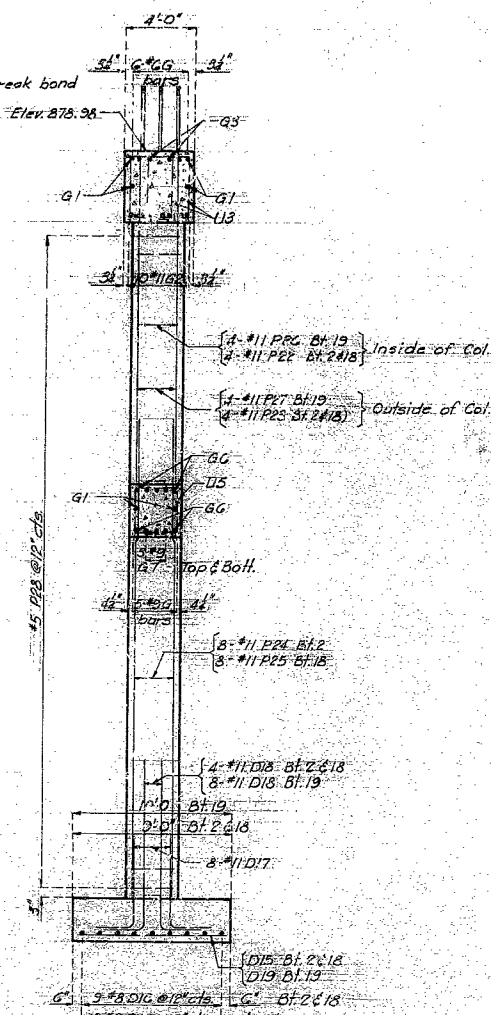 4'-0"
3½" 6-#6G 3½"
bars
eak bond
Elev. 878.98
G3
G1 G1
U3
3½" 10-#11G2 3½"
4-#11 P26 Bt. 19
4-#11 P22 Bt. 2&18
Inside of Col.
4-#11 P27 Bt. 19
4-#11 P23 Bt. 2&18
Outside of Col.
G6
U5
G1 G6
5-#9
G7 Top & Bott.
#5 P28 @ 12" cts.
4½" 5-#9G 4½"
bars
8-#11 P24 Bt. 2
8-#11 P25 Bt. 18
4-#11 D18 Bt. 2&18
8-#11 D18 Bt. 19
10'-0" Bt. 19
9'-0" Bt. 2&18
8-#11 D17
3"
D15 Bt. 2&18
D19 Bt. 19
6" 9-#8 D16 @ 12" cts. 6" Bt. 2&18